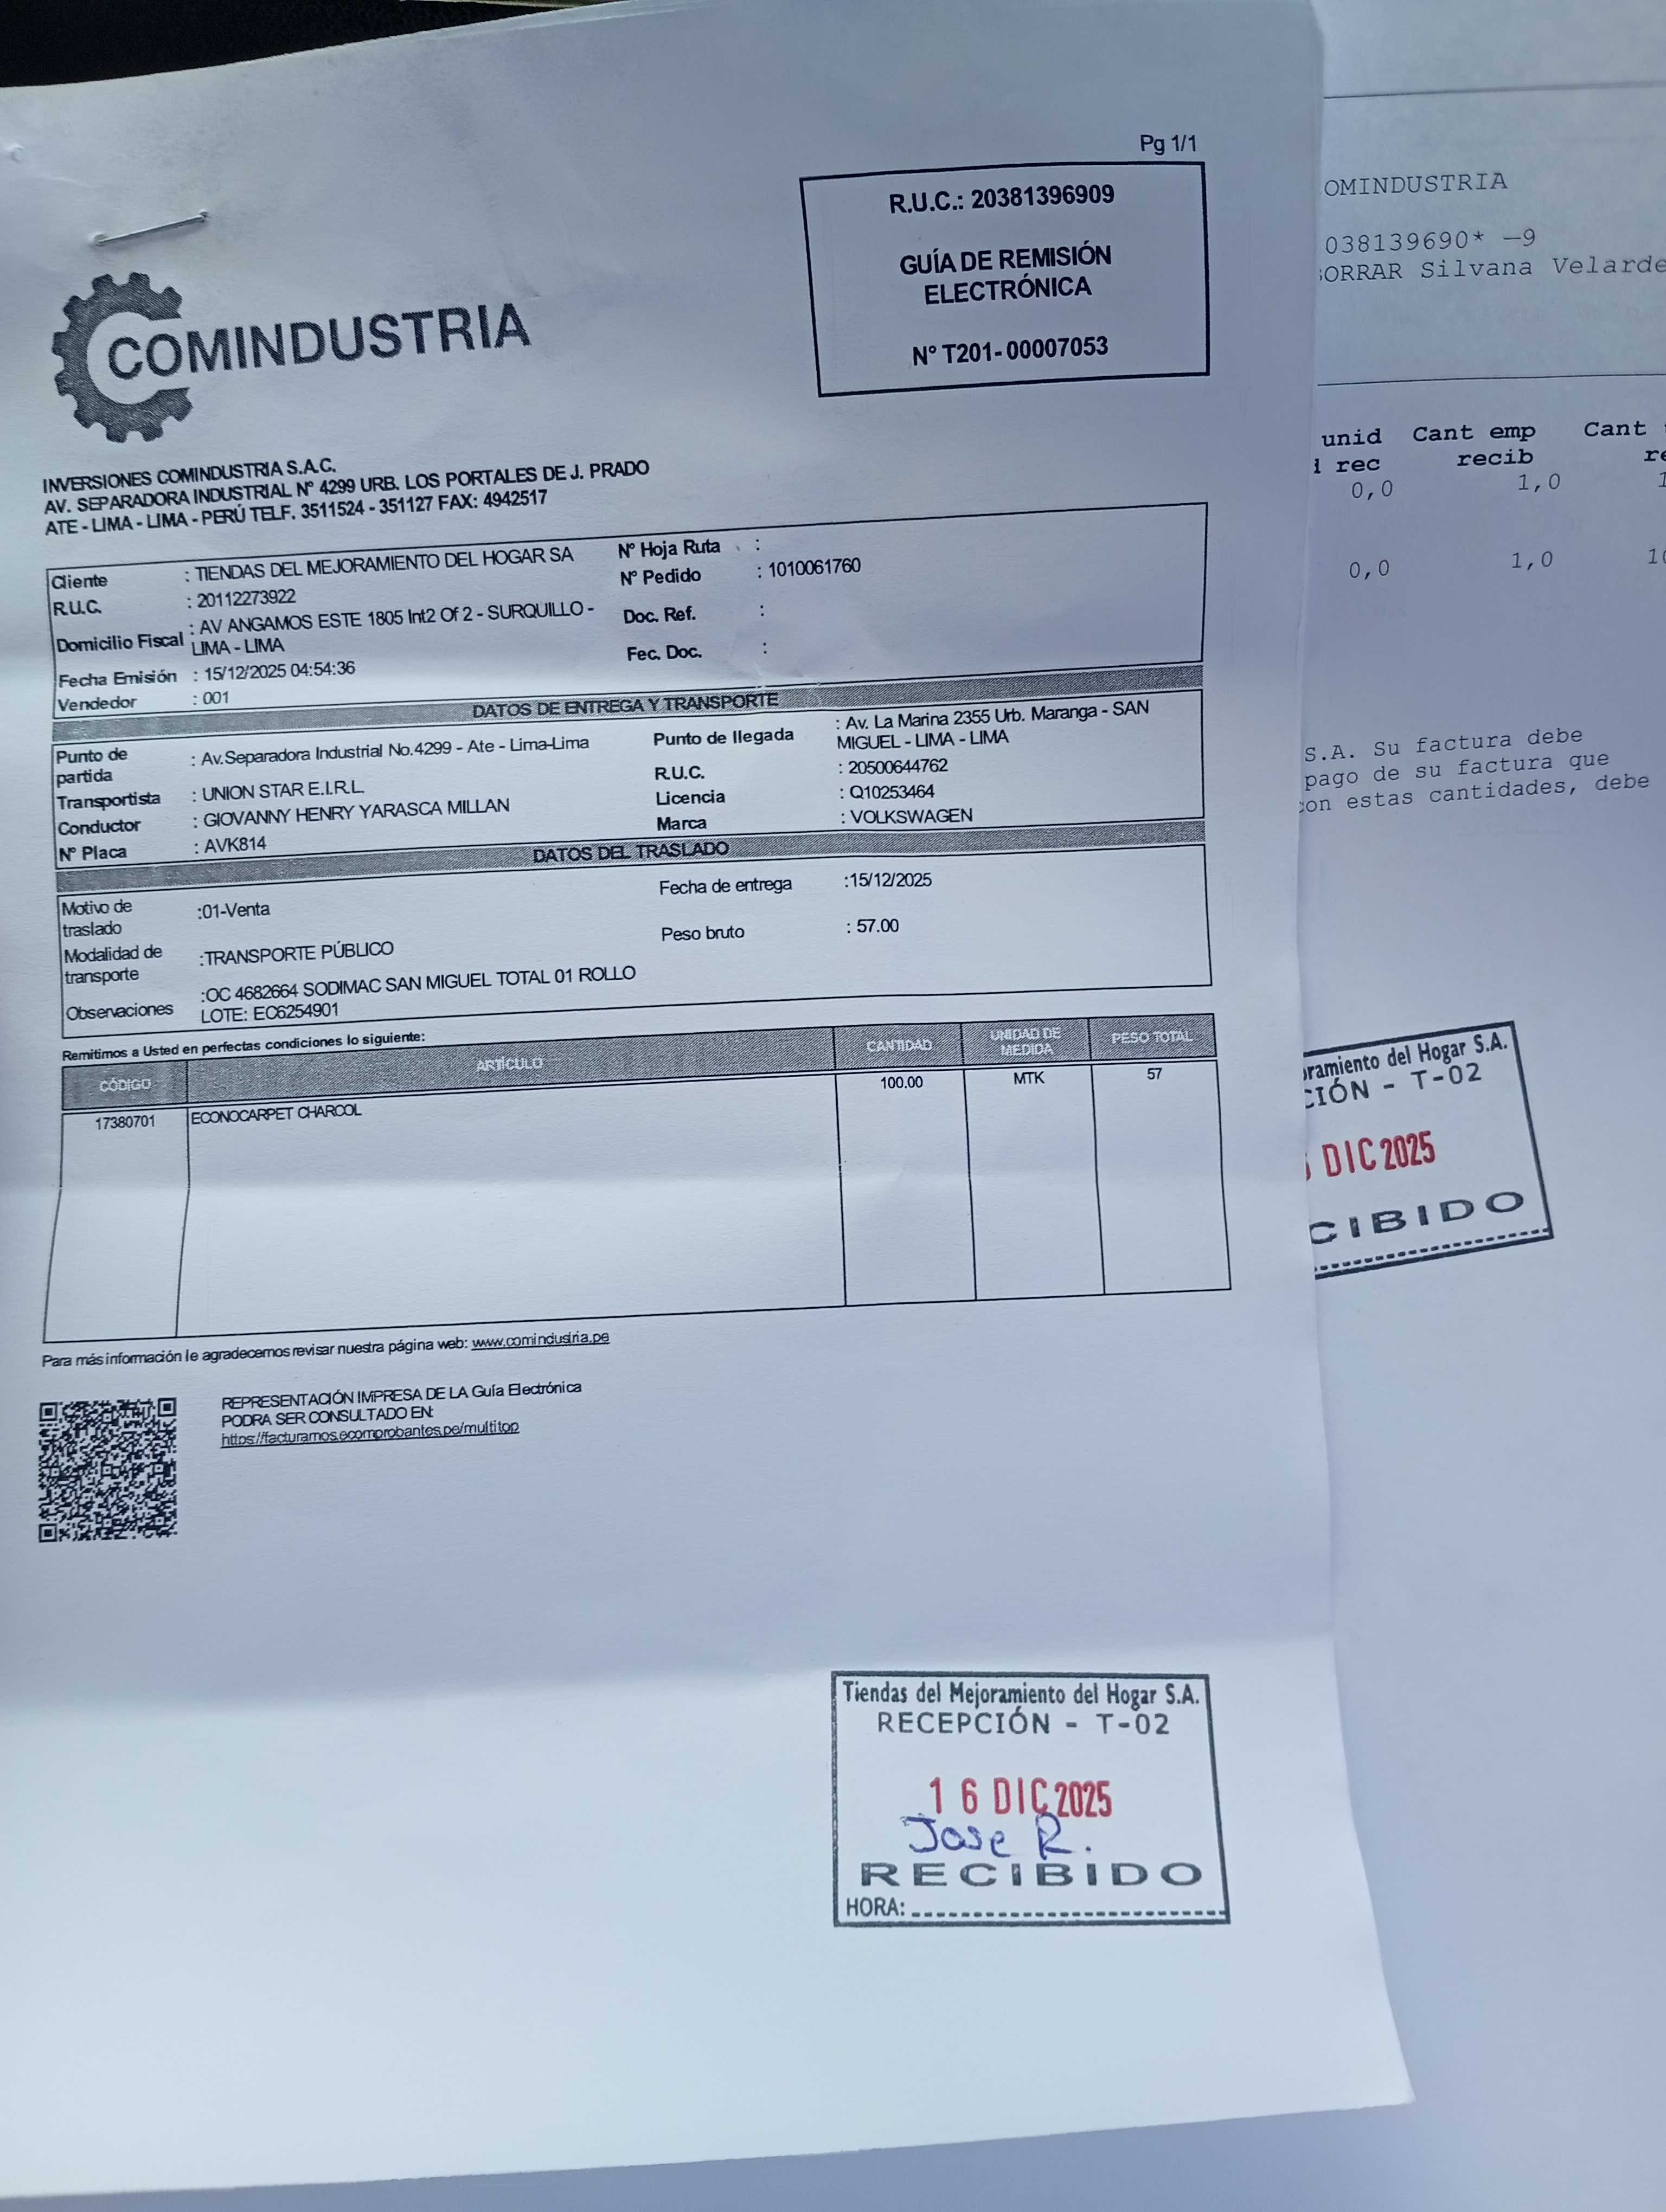 Pg 1/1
R.U.C.: 20381396909
GUÍA DE REMISIÓN
ELECTRÓNICA
N° T201-00007053
COMINDUSTRIA
INVERSIONES COMINDUSTRIA S.A.C.
AV. SEPARADORA INDUSTRIAL N° 4299 URB. LOS PORTALES DE J. PRADO
ATE - LIMA - LIMA - PERÚ TELF. 3511524 - 351127 FAX: 4942517
Cliente : TIENDAS DEL MEJORAMIENTO DEL HOGAR SA N° Hoja Ruta :
R.U.C. : 20112273922 N° Pedido : 1010061760
Domicilio Fiscal : AV ANGAMOS ESTE 1805 Int2 Of 2 - SURQUILLO - Doc. Ref. :
LIMA - LIMA
Fecha Emisión : 15/12/2025 04:54:36 Fec. Doc. :
Vendedor : 001
DATOS DE ENTREGA Y TRANSPORTE
Punto de partida : Av.Separadora Industrial No.4299 - Ate - Lima-Lima Punto de llegada : Av. La Marina 2355 Urb. Maranga - SAN
MIGUEL - LIMA - LIMA
Transportista : UNION STAR E.I.R.L. R.U.C. : 20500644762
Conductor : GIOVANNY HENRY YARASCA MILLAN Licencia : Q10253464
N° Placa : AVK814 Marca : VOLKSWAGEN
DATOS DEL TRASLADO
Motivo de traslado :01-Venta Fecha de entrega :15/12/2025
Modalidad de transporte :TRANSPORTE PÚBLICO Peso bruto : 57.00
Observaciones :OC 4682664 SODIMAC SAN MIGUEL TOTAL 01 ROLLO
LOTE: EC6254901
Remitimos a Usted en perfectas condiciones lo siguiente:
CÓDIGO ARTÍCULO CANTIDAD UNIDAD DE MEDIDA PESO TOTAL
17380701 ECONOCARPET CHARCOL 100.00 MTK 57
Para más información le agradecemos revisar nuestra página web: www.comindustria.pe
REPRESENTACIÓN IMPRESA DE LA Guía Electrónica
PODRA SER CONSULTADO EN:
https://facturamos.ecomprobantes.pe/multitop
Tiendas del Mejoramiento del Hogar S.A.
RECEPCIÓN - T-02
16 DIC 2025
Jose R.
RECIBIDO
HORA:
OMINDUSTRIA
038139690* -9
ORRAR Silvana Velarde
unid Cant emp Cant
rec recib re
0,0 1,0 1
0,0 1,0 10
S.A. Su factura debe
pago de su factura que
con estas cantidades, debe
ramiento del Hogar S.A.
CIÓN - T-02
DIC 2025
CIBIDO